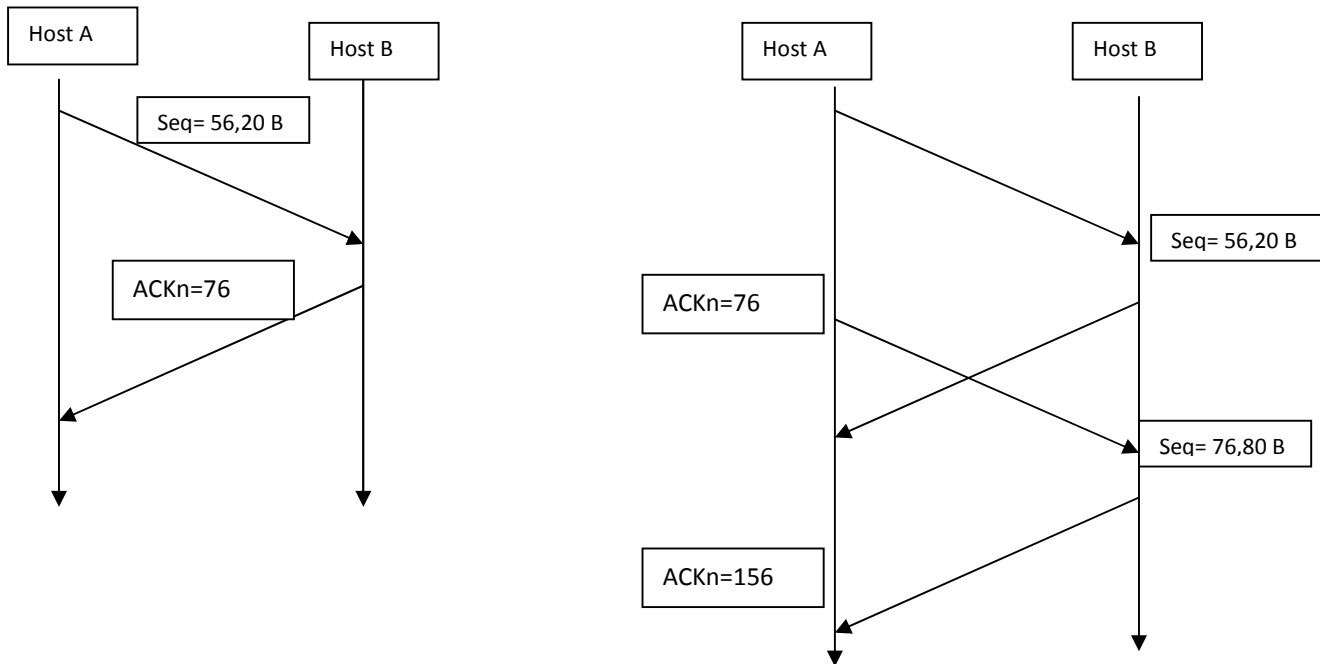 Host A
Host B
Seq= 56,20 B
ACKn=76
Host A
Host B
Seq= 56,20 B
ACKn=76
Seq= 76,80 B
ACKn=156